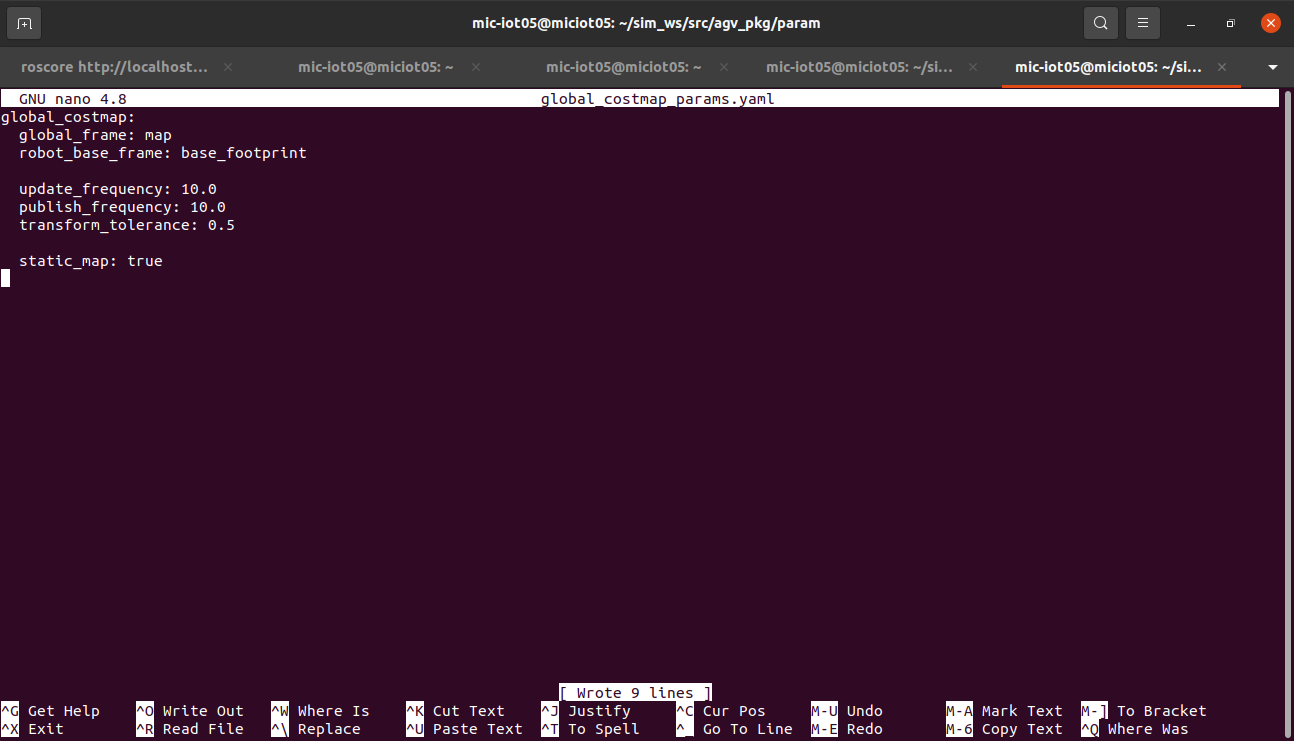 mic-iot05@miciot05: ~/sim_ws/src/agv_pkg/param
roscore http://localhost... × mic-iot05@miciot05: ~ × mic-iot05@miciot05: ~ × mic-iot05@miciot05: ~/si... × mic-iot05@miciot05: ~/si... ×
GNU nano 4.8 global_costmap_params.yaml
global_costmap:
  global_frame: map
  robot_base_frame: base_footprint
  update_frequency: 10.0
  publish_frequency: 10.0
  transform_tolerance: 0.5
  static_map: true
[ Wrote 9 lines ]
^G Get Help ^O Write Out ^W Where Is ^K Cut Text ^J Justify ^C Cur Pos M-U Undo M-A Mark Text M-] To Bracket
^X Exit ^R Read File ^\ Replace ^U Paste Text ^T To Spell ^_ Go To Line M-E Redo M-6 Copy Text ^Q Where Was